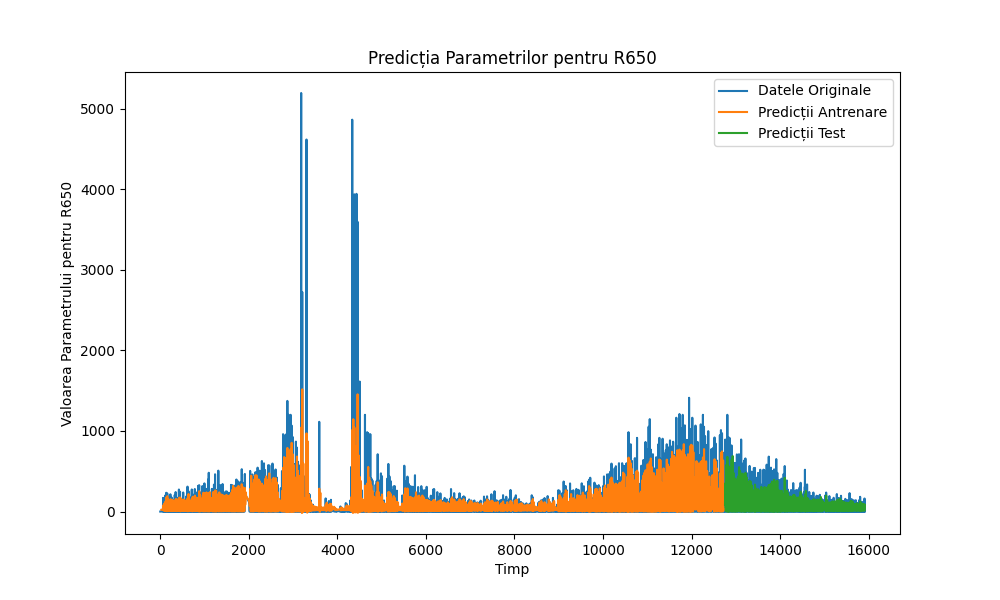 Predicția Parametrilor pentru R650
Datele Originale
Predicții Antrenare
Predicții Test
Valoarea Parametrului pentru R650
5000
4000
3000
2000
1000
0
0 2000 4000 6000 8000 10000 12000 14000 16000
Timp